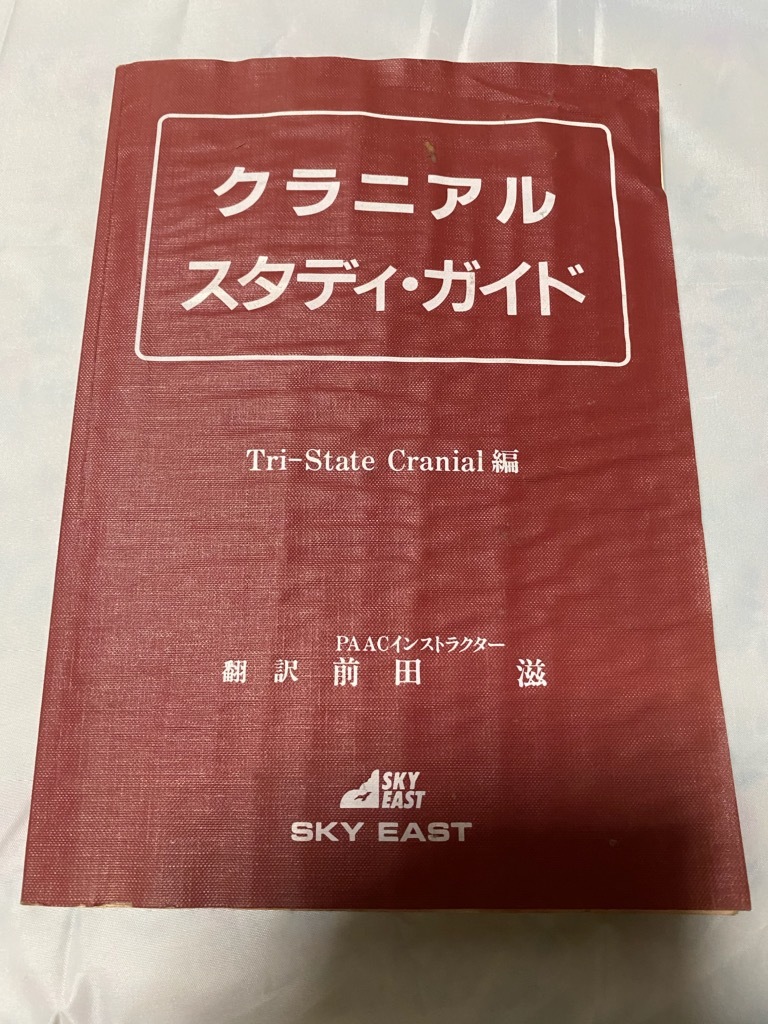 クラニアル
スタディ・ガイド
Tri-State Cranial 編
PAACインストラクター
翻訳 前田 滋
SKY
EAST
SKY EAST